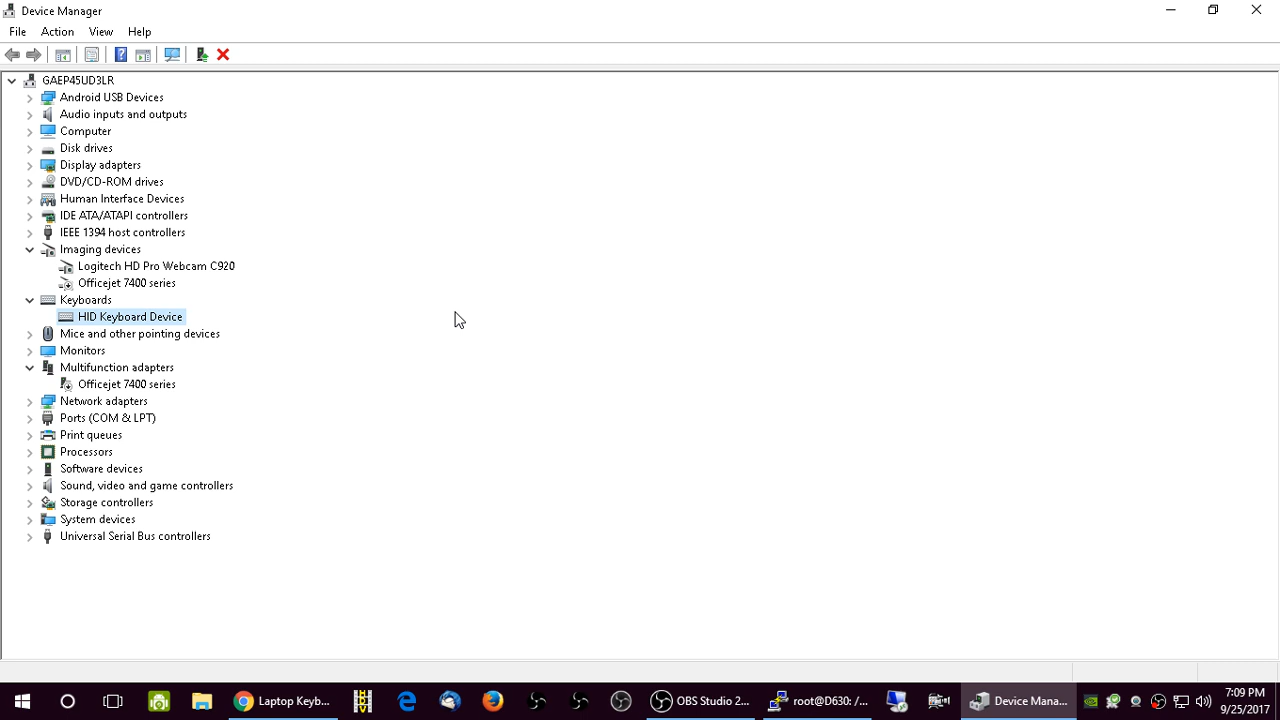 Device Manager
File Action View Help
GAEP45UD3LR
Android USB Devices
Audio inputs and outputs
Computer
Disk drives
Display adapters
DVD/CD-ROM drives
Human Interface Devices
IDE ATA/ATAPI controllers
IEEE 1394 host controllers
Imaging devices
Logitech HD Pro Webcam C920
Officejet 7400 series
Keyboards
HID Keyboard Device
Mice and other pointing devices
Monitors
Multifunction adapters
Officejet 7400 series
Network adapters
Ports (COM & LPT)
Print queues
Processors
Software devices
Sound, video and game controllers
Storage controllers
System devices
Universal Serial Bus controllers
Laptop Keyb... OBS Studio 2... root@D630: /... Device Mana... 7:09 PM
9/25/2017